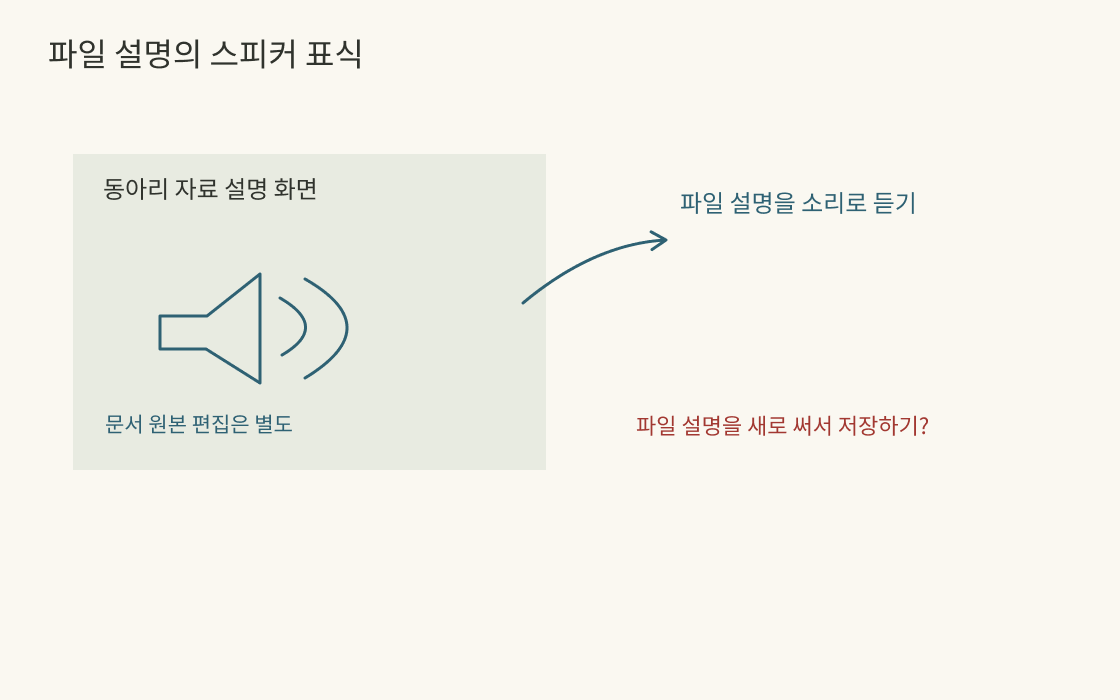 파일 설명의 스피커 표식
동아리 자료 설명 화면
파일 설명을 소리로 듣기
문서 원본 편집은 별도
파일 설명을 새로 써서 저장하기?